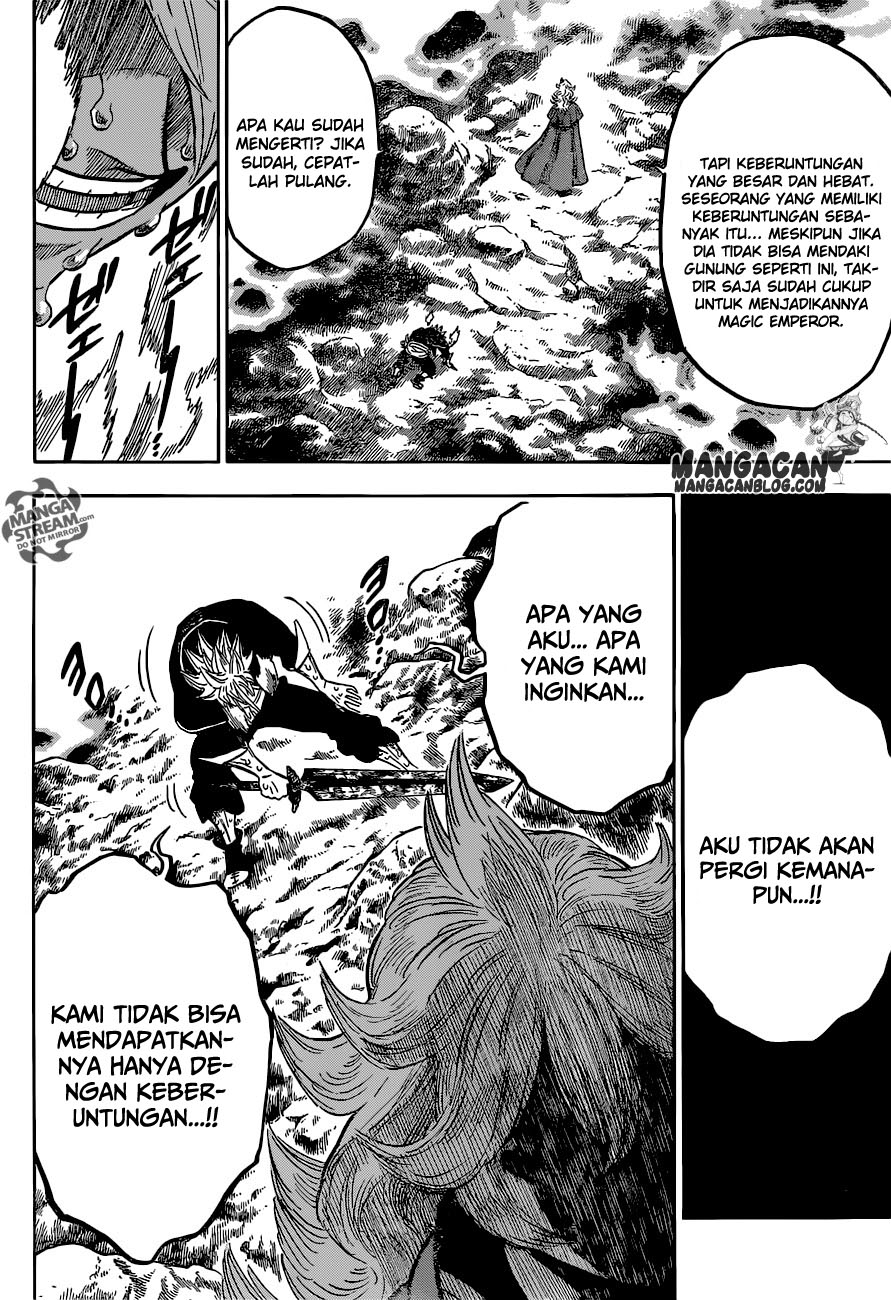 TAPI KEBERUNTUNGAN
YANG BESAR DAN HEBAT.
SESEORANG YANG MEMILIKI
KEBERUNTUNGAN SEBA-
NYAK ITU... MESKIPUN JIKA
DIA TIDAK BISA MENDAKI
GUNUNG SEPERTI INI, TAK-
DIR SAJA SUDAH CUKUP
UNTUK MENJADIKANNYA
MAGIC EMPEROR.
APA KAU SUDAH
MENGERTI? JIKA
SUDAH, CEPAT-
LAH PULANG.
MANGACAN
MANGACANBLOG.COM
MANGA
STREAM.com
DO NOT MIRROR
AKU TIDAK AKAN
PERGI KEMANA-
PUN...!!
APA YANG
AKU... APA
YANG KAMI
INGINKAN...
KAMI TIDAK BISA
MENDAPATKAN-
NYA HANYA DE-
NGAN KEBER-
UNTUNGAN...!!